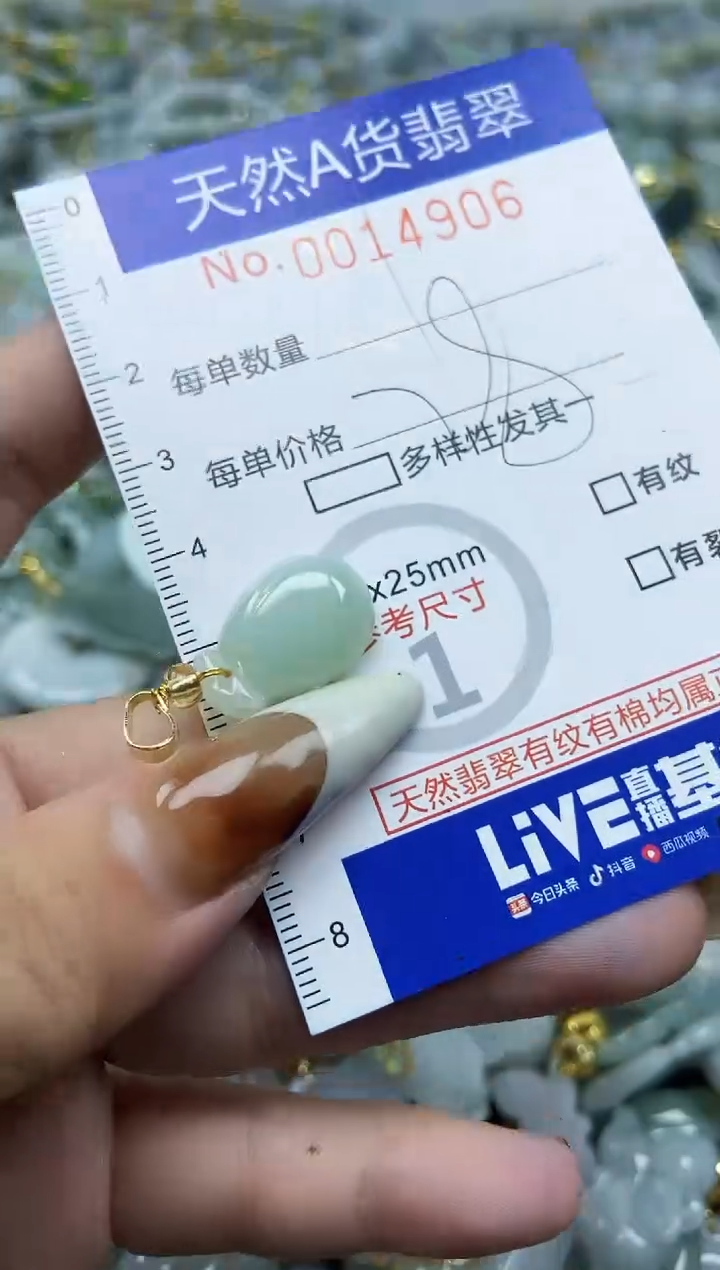 天然A货翡翠
No.0014906
每单数量
每单价格
多样性发其一
有纹
有裂
x25mm
参考尺寸
1
天然翡翠有纹有棉均属正
LiVE直播基
今日头条 抖音 西瓜视频
0
1
2
3
4
8